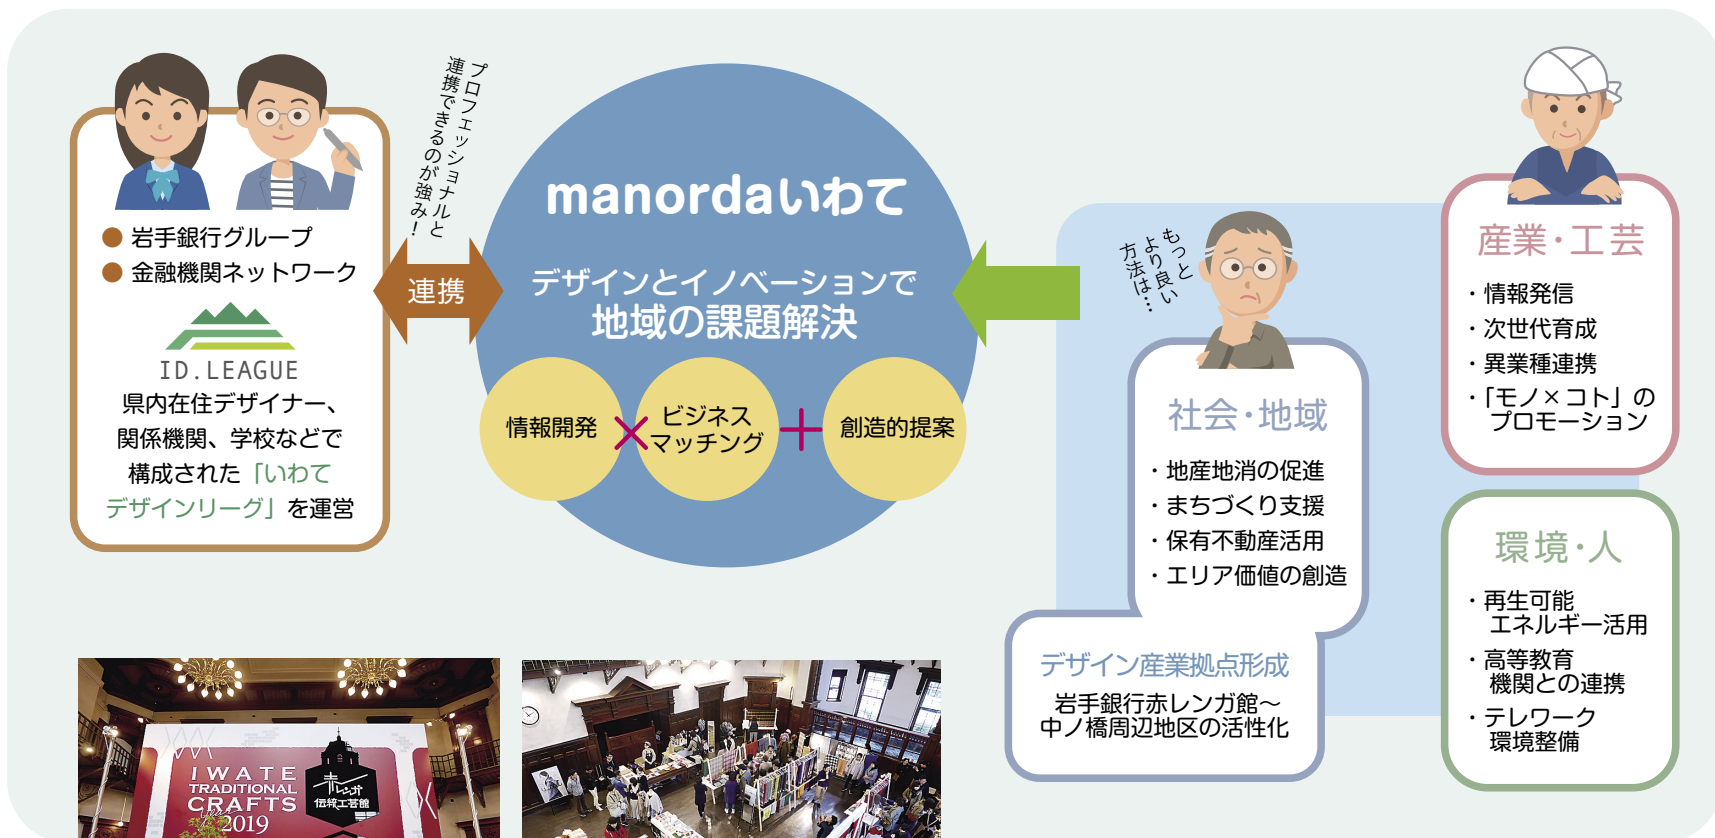 プロフェッショナルと
連携できるのが強み!
岩手銀行グループ
金融機関ネットワーク
ID.LEAGUE
県内在住デザイナー、
関係機関、学校などで
構成された「いわて
デザインリーグ」を運営
連携
manordaいわて
デザインとイノベーションで
地域の課題解決
情報開発
×
ビジネス
マッチング
+
創造的提案
もっと
より良い
方法は…
社会・地域
・地産地消の促進
・まちづくり支援
・保有不動産活用
・エリア価値の創造
デザイン産業拠点形成
岩手銀行赤レンガ館～
中ノ橋周辺地区の活性化
産業・工芸
・情報発信
・次世代育成
・異業種連携
・「モノ×コト」の
プロモーション
環境・人
・再生可能
エネルギー活用
・高等教育
機関との連携
・テレワーク
環境整備
IWATE
TRADITIONAL
CRAFTS
2019
赤レンガ
伝統工芸館